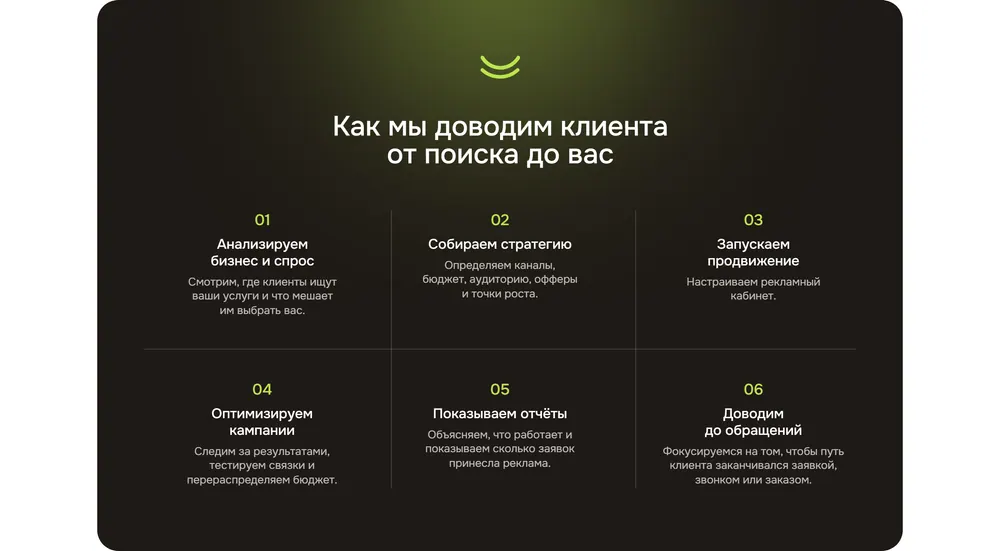 Как мы доводим клиента
от поиска до вас
01
Анализируем
бизнес и спрос
Смотрим, где клиенты ищут
ваши услуги и что мешает
им выбрать вас.
02
Собираем стратегию
Определяем каналы,
бюджет, аудиторию, офферы
и точки роста.
03
Запускаем
продвижение
Настраиваем рекламный
кабинет.
04
Оптимизируем
кампании
Следим за результатами,
тестируем связки и
перераспределяем бюджет.
05
Показываем отчёты
Объясняем, что работает и
показываем сколько заявок
принесла реклама.
06
Доводим
до обращений
Фокусируемся на том, чтобы путь
клиента заканчивался заявкой,
звонком или заказом.